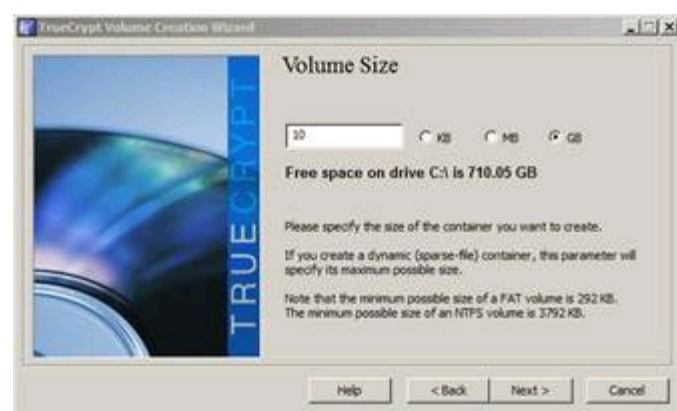 TrueCrypt Volume Creation Wizard
TRUECRYPT
Volume Size
10 KB MB GB
Free space on drive C:\ is 710.05 GB
Please specify the size of the container you want to create.
If you create a dynamic (sparse-file) container, this parameter will
specify its maximum possible size.
Note that the minimum possible size of a FAT volume is 292 KB.
The minimum possible size of an NTFS volume is 3792 KB.
Help < Back Next > Cancel